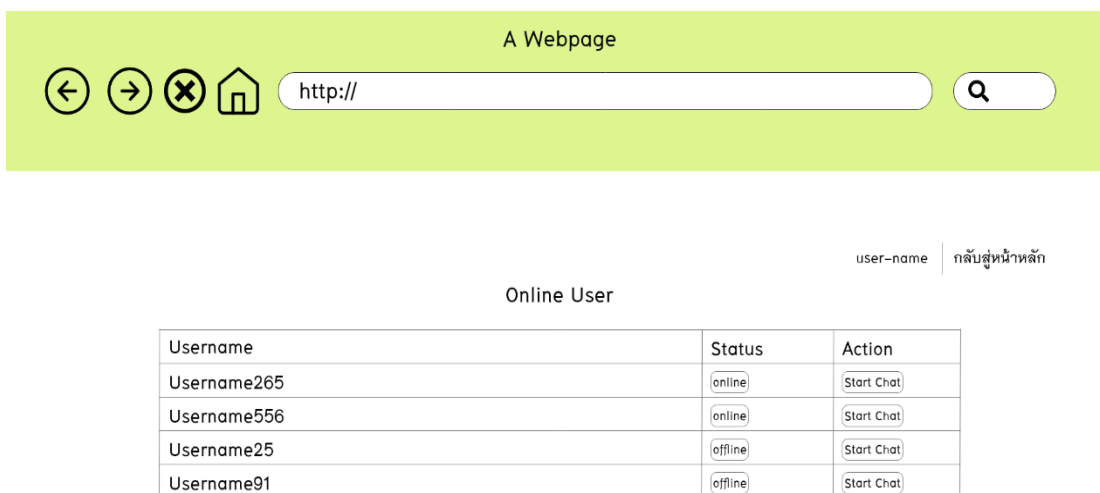 A Webpage
http://
user-name กลับสู่หน้าหลัก
Online User
Username Status Action
Username265 online Start Chat
Username556 online Start Chat
Username25 offline Start Chat
Username91 offline Start Chat